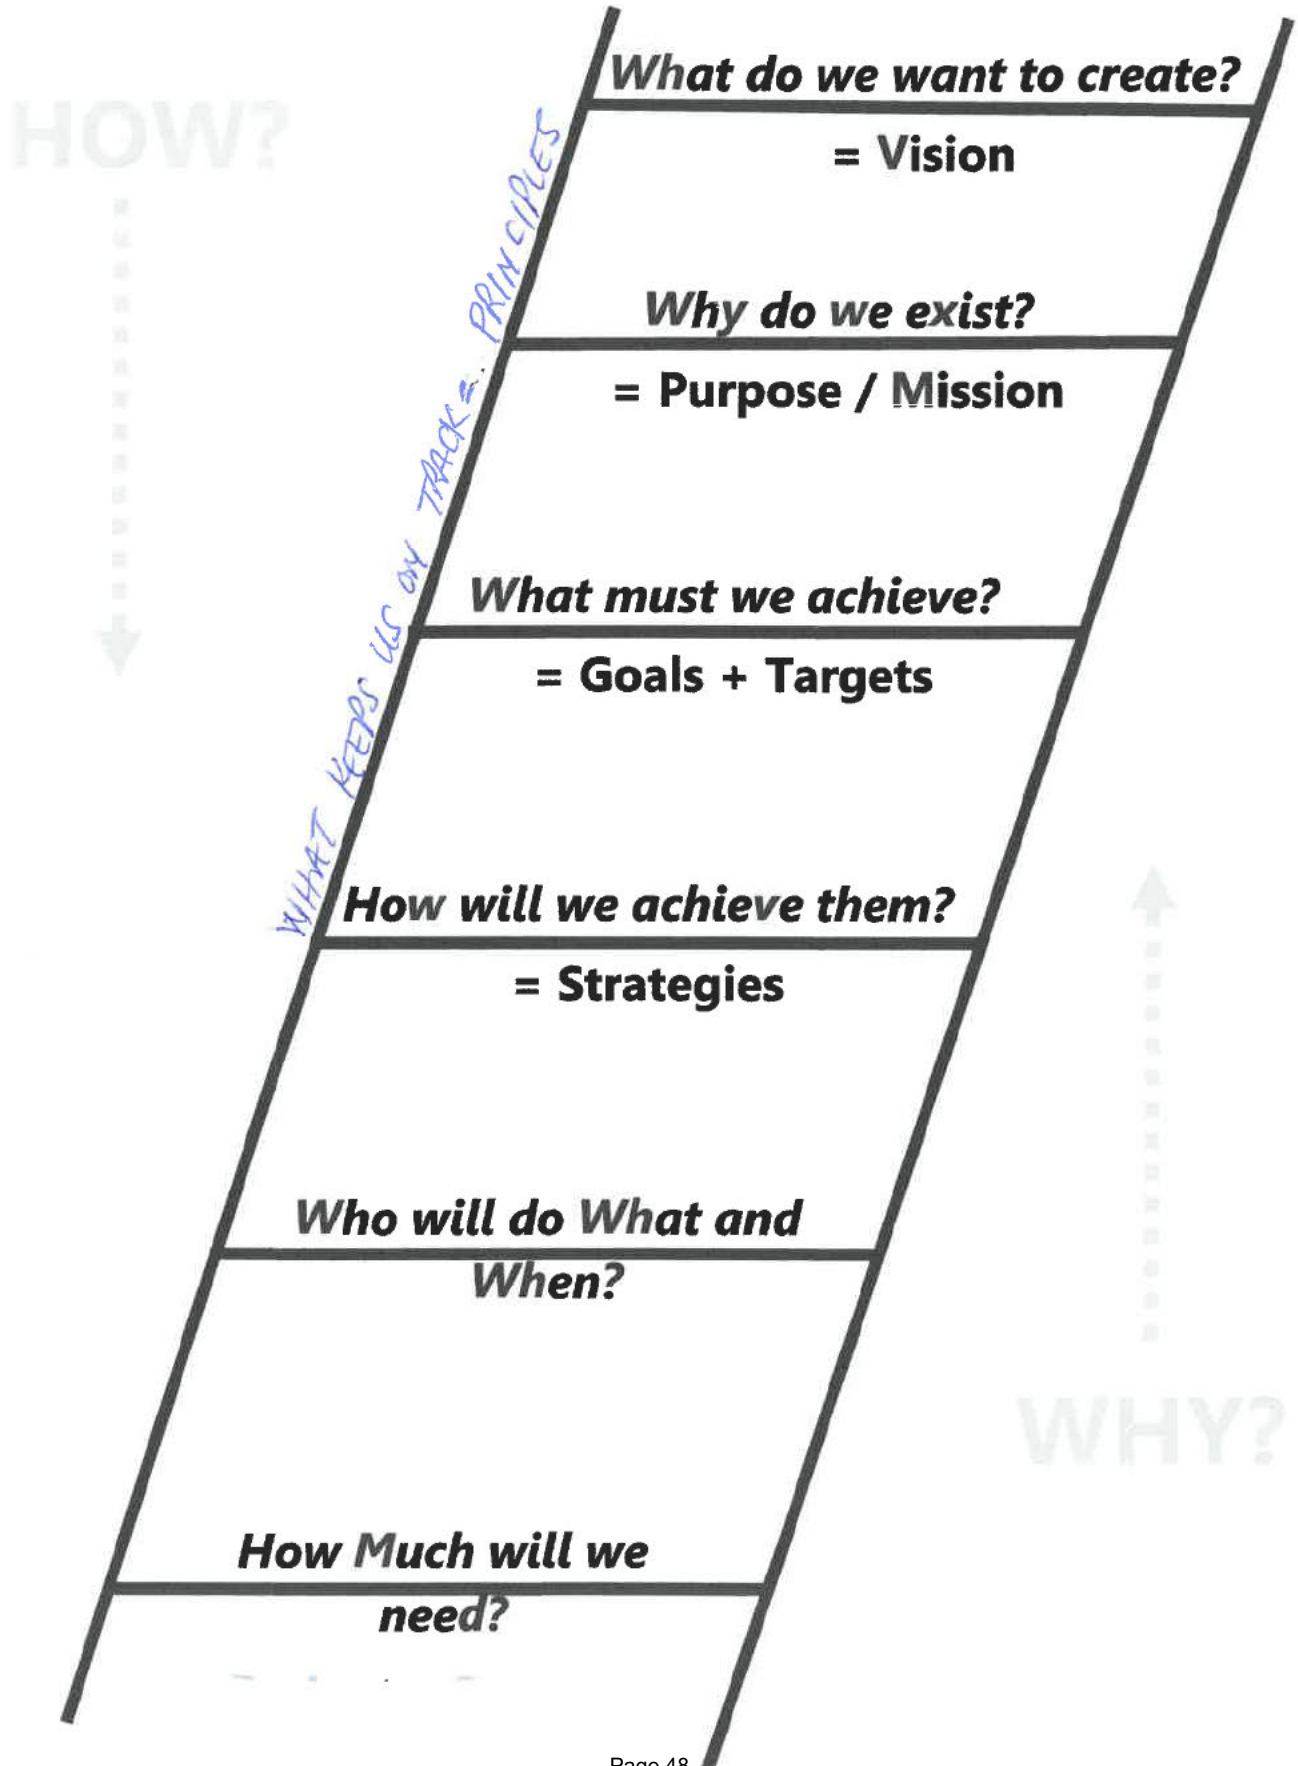 What do we want to create?
HOW?
= Vision
WHAT KEEPS US ON TRACK = PRINCIPLES
Why do we exist?
= Purpose / Mission
What must we achieve?
= Goals + Targets
How will we achieve them?
= Strategies
Who will do What and
When?
WHY?
How Much will we
need?
Page 48